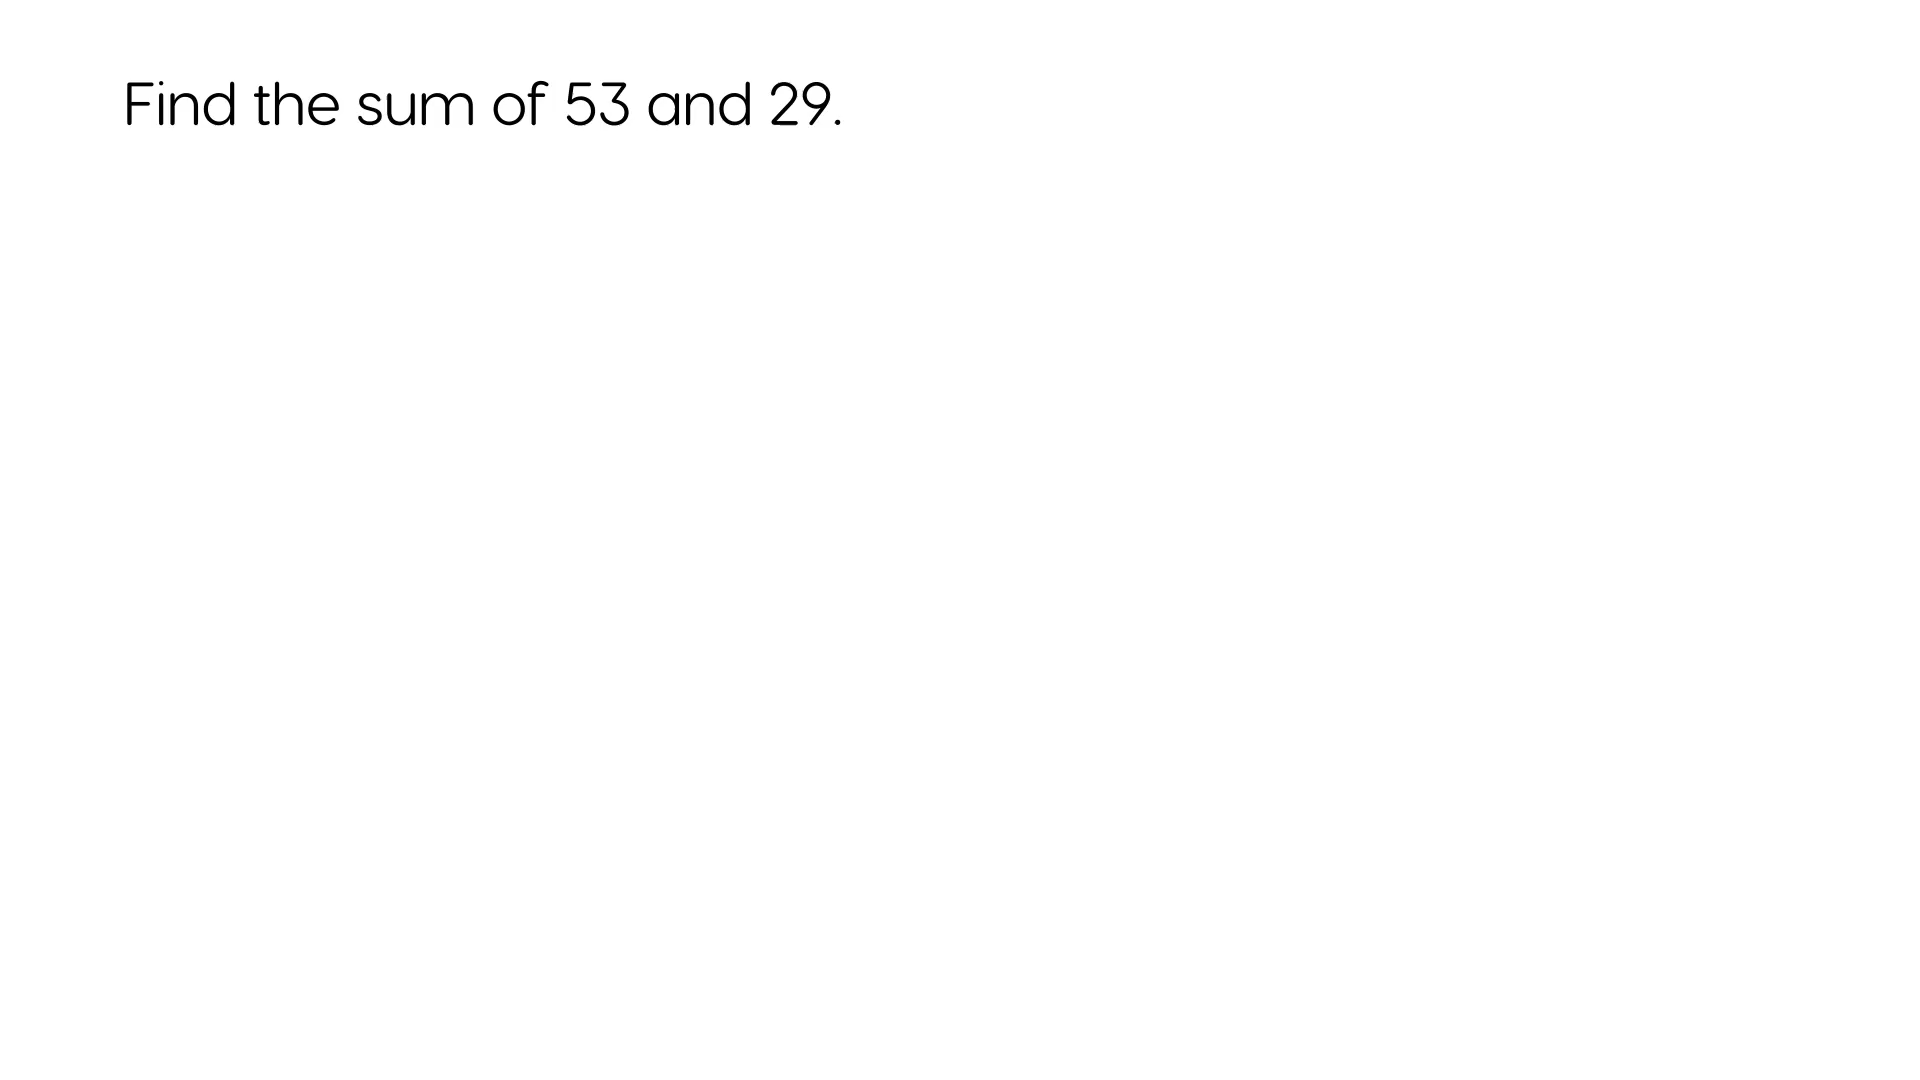 Find the sum of 53 and 29.